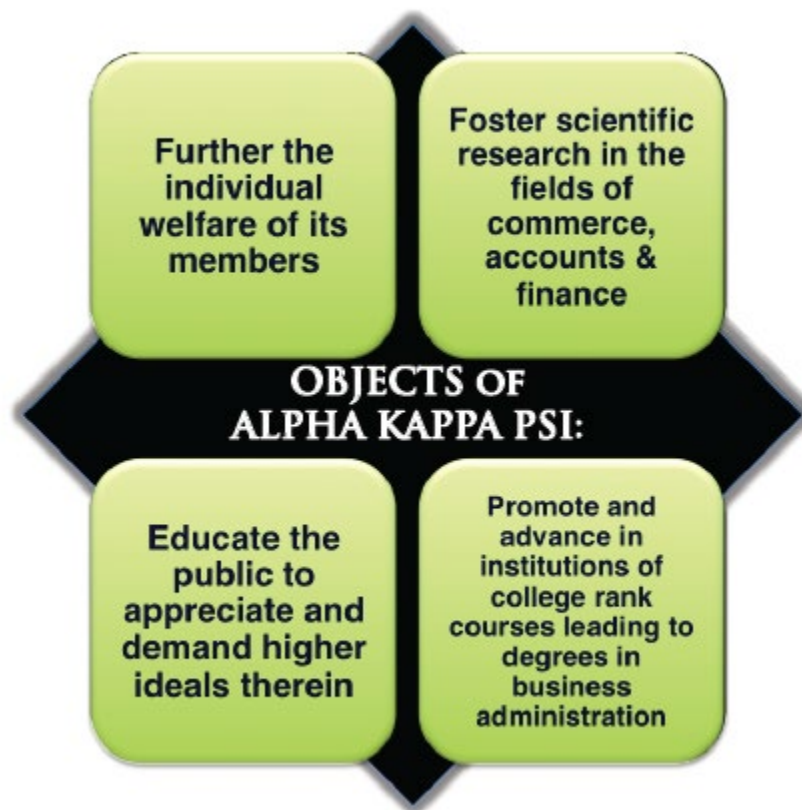 Further the
individual
welfare of its
members
Foster scientific
research in the
fields of
commerce,
accounts &
finance
OBJECTS OF
ALPHA KAPPA PSI:
Educate the
public to
appreciate and
demand higher
ideals therein
Promote and
advance in
institutions of
college rank
courses leading to
degrees in
business
administration